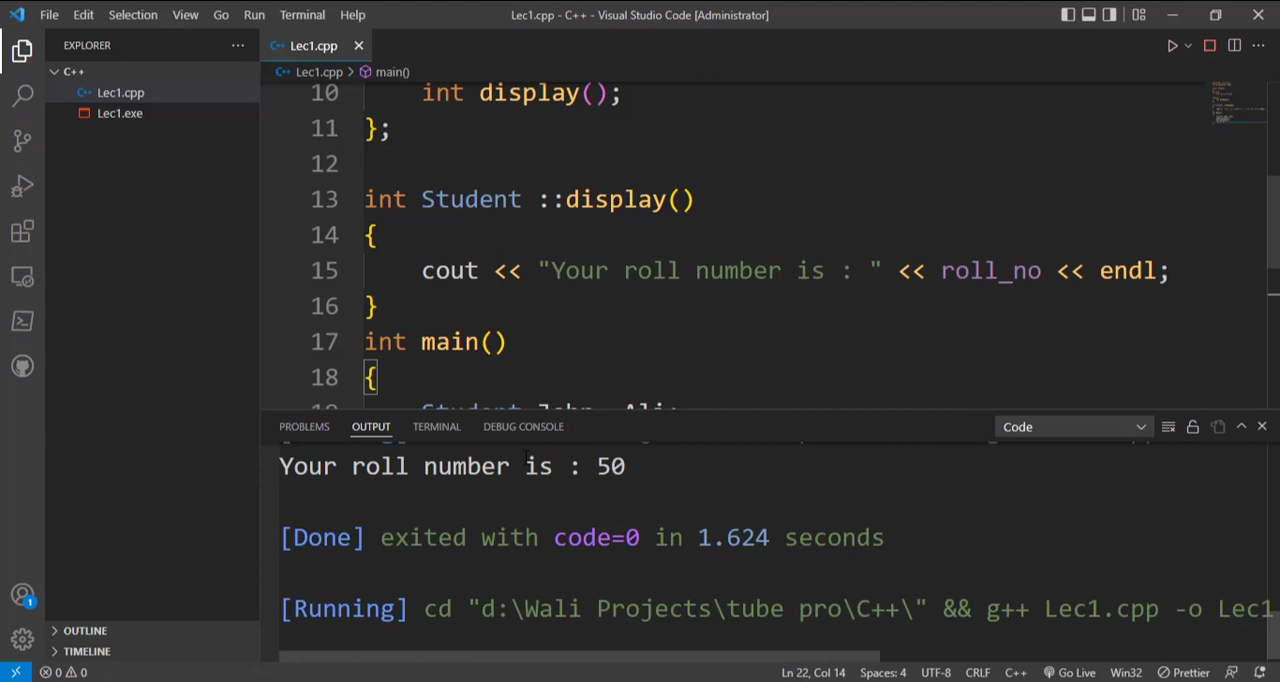 File Edit Selection View Go Run Terminal Help
Lec1.cpp - C++ - Visual Studio Code [Administrator]
EXPLORER
C++
Lec1.cpp
Lec1.exe
OUTLINE
TIMELINE
Lec1.cpp
Lec1.cpp > main()
10 int display();
11 };
12
13 int Student ::display()
14 {
15 cout << "Your roll number is : " << roll_no << endl;
16 }
17 int main()
18 {
PROBLEMS OUTPUT TERMINAL DEBUG CONSOLE
Code
Your roll number is : 50
[Done] exited with code=0 in 1.624 seconds
[Running] cd "d:\Wali Projects\tube pro\C++\" && g++ Lec1.cpp -o Lec1
1
0 0
Ln 22, Col 14 Spaces: 4 UTF-8 CRLF C++ Go Live Win32 Prettier